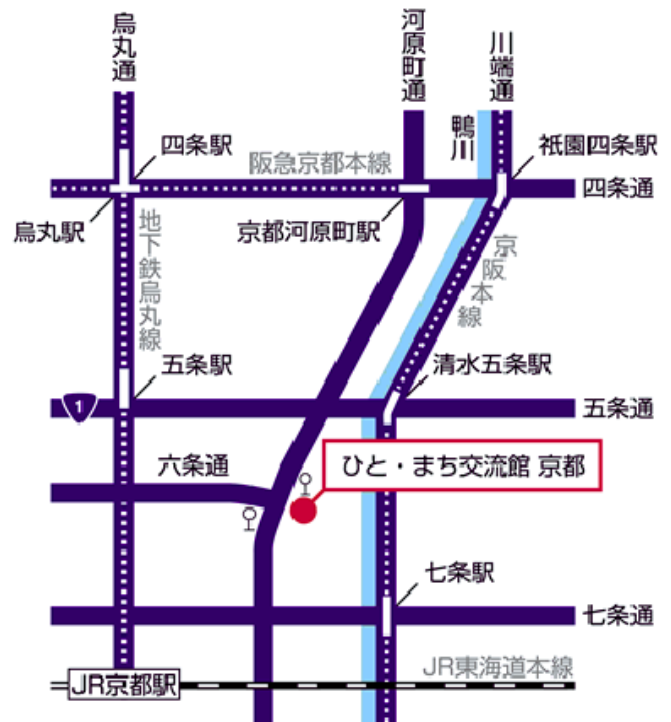 烏丸通
河原町通
川端通
鴨川
四条駅
阪急京都本線
祇園四条駅
四条通
烏丸駅
京都河原町駅
地下鉄烏丸線
京阪本線
五条駅
清水五条駅
1
五条通
六条通
ひと・まち交流館 京都
七条駅
七条通
JR東海道本線
JR京都駅